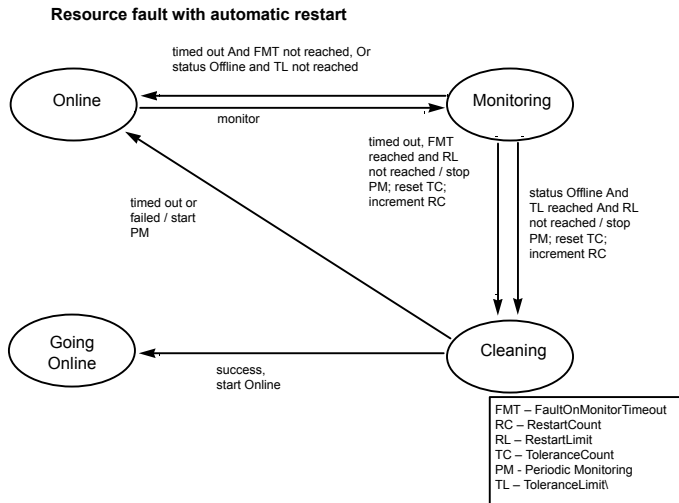 Resource fault with automatic restart
timed out And FMT not reached, Or
status Offline and TL not reached
Online
Monitoring
monitor
timed out, FMT
reached and RL
not reached / stop
PM; reset TC;
increment RC
status Offline And
TL reached And RL
not reached / stop
PM; reset TC;
increment RC
timed out or
failed / start
PM
Going
Online
Cleaning
success,
start Online
FMT – FaultOnMonitorTimeout
RC – RestartCount
RL – RestartLimit
TC – ToleranceCount
PM - Periodic Monitoring
TL – ToleranceLimit\